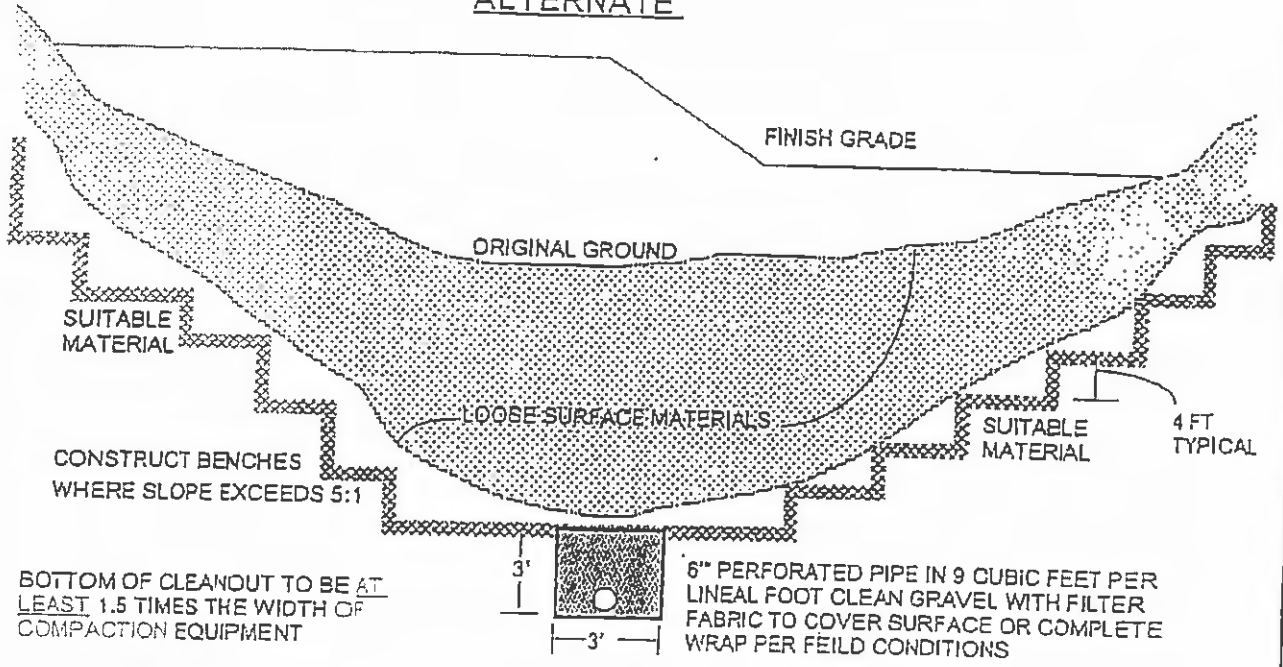 ALTERNATE
FINISH GRADE
ORIGINAL GROUND
SUITABLE
MATERIAL
LOOSE SURFACE MATERIALS
SUITABLE
MATERIAL
4 FT
TYPICAL
CONSTRUCT BENCHES
WHERE SLOPE EXCEEDS 5:1
BOTTOM OF CLEANOUT TO BE AT
LEAST 1.5 TIMES THE WIDTH OF
COMPACTION EQUIPMENT
3'
3'
6" PERFORATED PIPE IN 9 CUBIC FEET PER
LINEAL FOOT CLEAN GRAVEL WITH FILTER
FABRIC TO COVER SURFACE OR COMPLETE
WRAP PER FEILD CONDITIONS